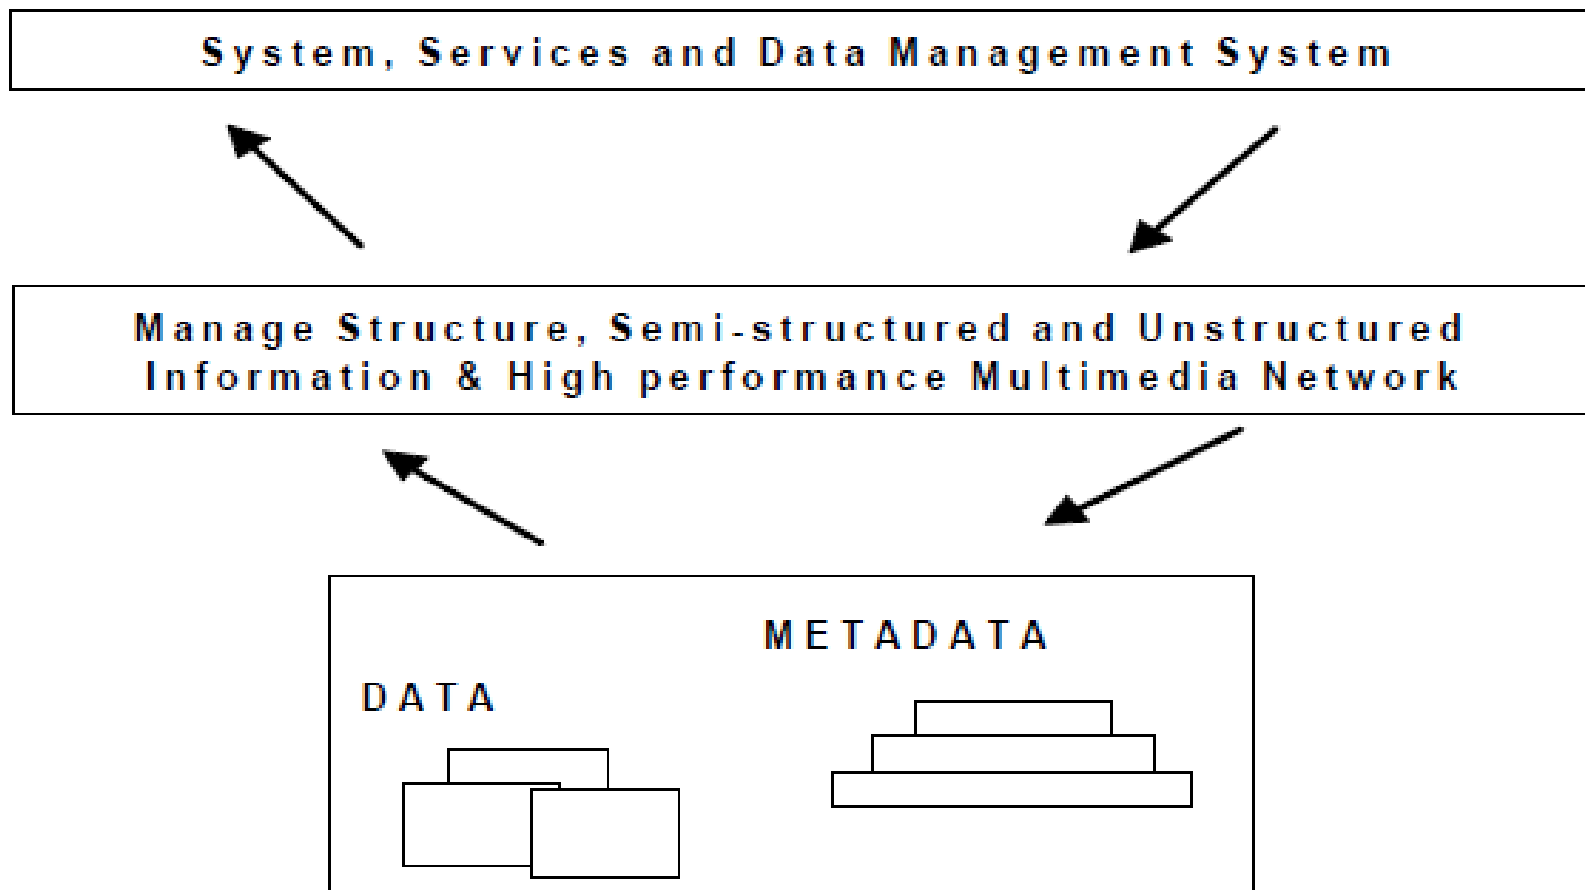 System, Services and Data Management System
Manage Structure, Semi-structured and Unstructured
Information & High performance Multimedia Network
METADATA
DATA